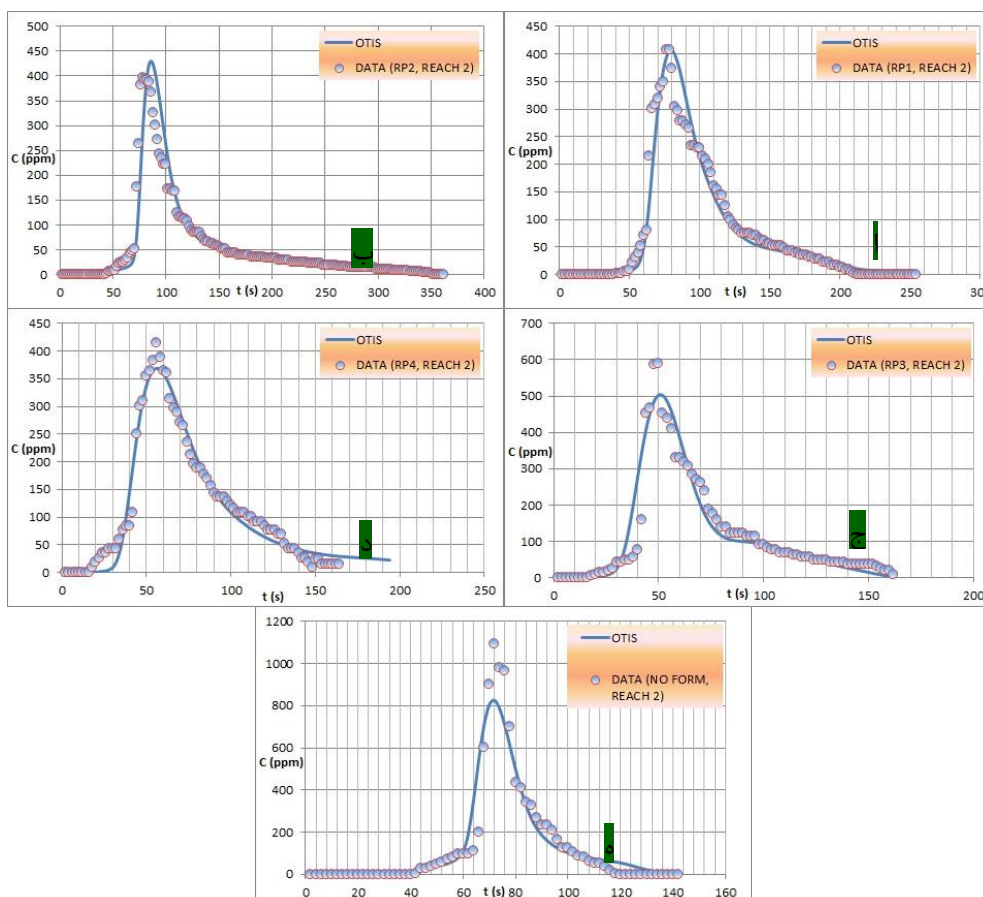 500
450
400
350
300
250
200
150
100
50
0
C (ppm)
0 50 100 150 200 250 300 350 400
t (s)
OTIS
DATA (RP2, REACH 2)
ب
450
400
350
300
250
200
150
100
50
0
C (ppm)
0 50 100 150 200 250 300
t (s)
OTIS
DATA (RP1, REACH 2)
ا
450
400
350
300
250
200
150
100
50
0
C (ppm)
0 50 100 150 200 250
t (s)
OTIS
DATA (RP4, REACH 2)
د
700
600
500
400
300
200
100
0
C (ppm)
0 50 100 150 200
t (s)
OTIS
DATA (RP3, REACH 2)
ج
1200
1000
800
600
400
200
0
C (ppm)
0 20 40 60 80 100 120 140 160
t (s)
OTIS
DATA (NO FORM,
REACH 2)
ه